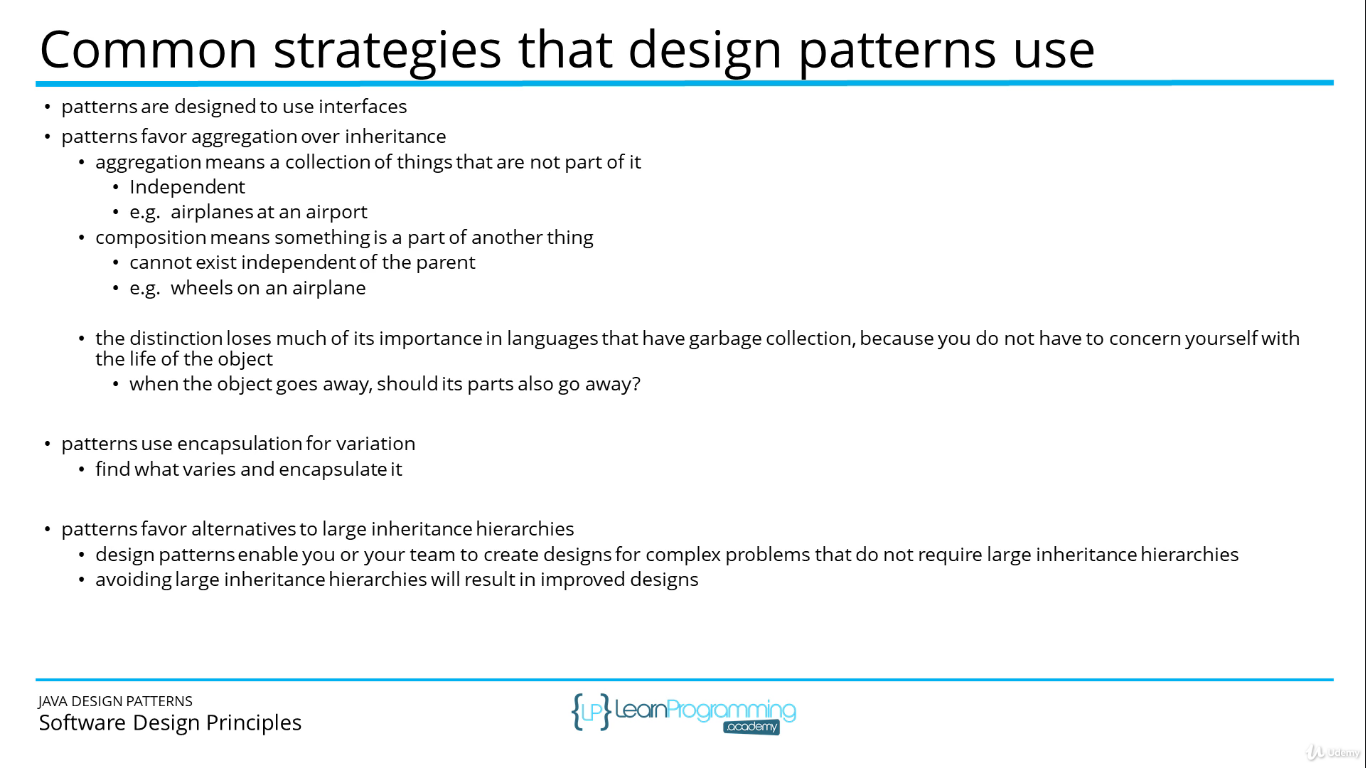 Common strategies that design patterns use
• patterns are designed to use interfaces
• patterns favor aggregation over inheritance
• aggregation means a collection of things that are not part of it
• Independent
• e.g. airplanes at an airport
• composition means something is a part of another thing
• cannot exist independent of the parent
• e.g. wheels on an airplane
• the distinction loses much of its importance in languages that have garbage collection, because you do not have to concern yourself with
the life of the object
• when the object goes away, should its parts also go away?
• patterns use encapsulation for variation
• find what varies and encapsulate it
• patterns favor alternatives to large inheritance hierarchies
• design patterns enable you or your team to create designs for complex problems that do not require large inheritance hierarchies
• avoiding large inheritance hierarchies will result in improved designs
JAVA DESIGN PATTERNS
Software Design Principles
{LP} LearnProgramming
.academy
Udemy